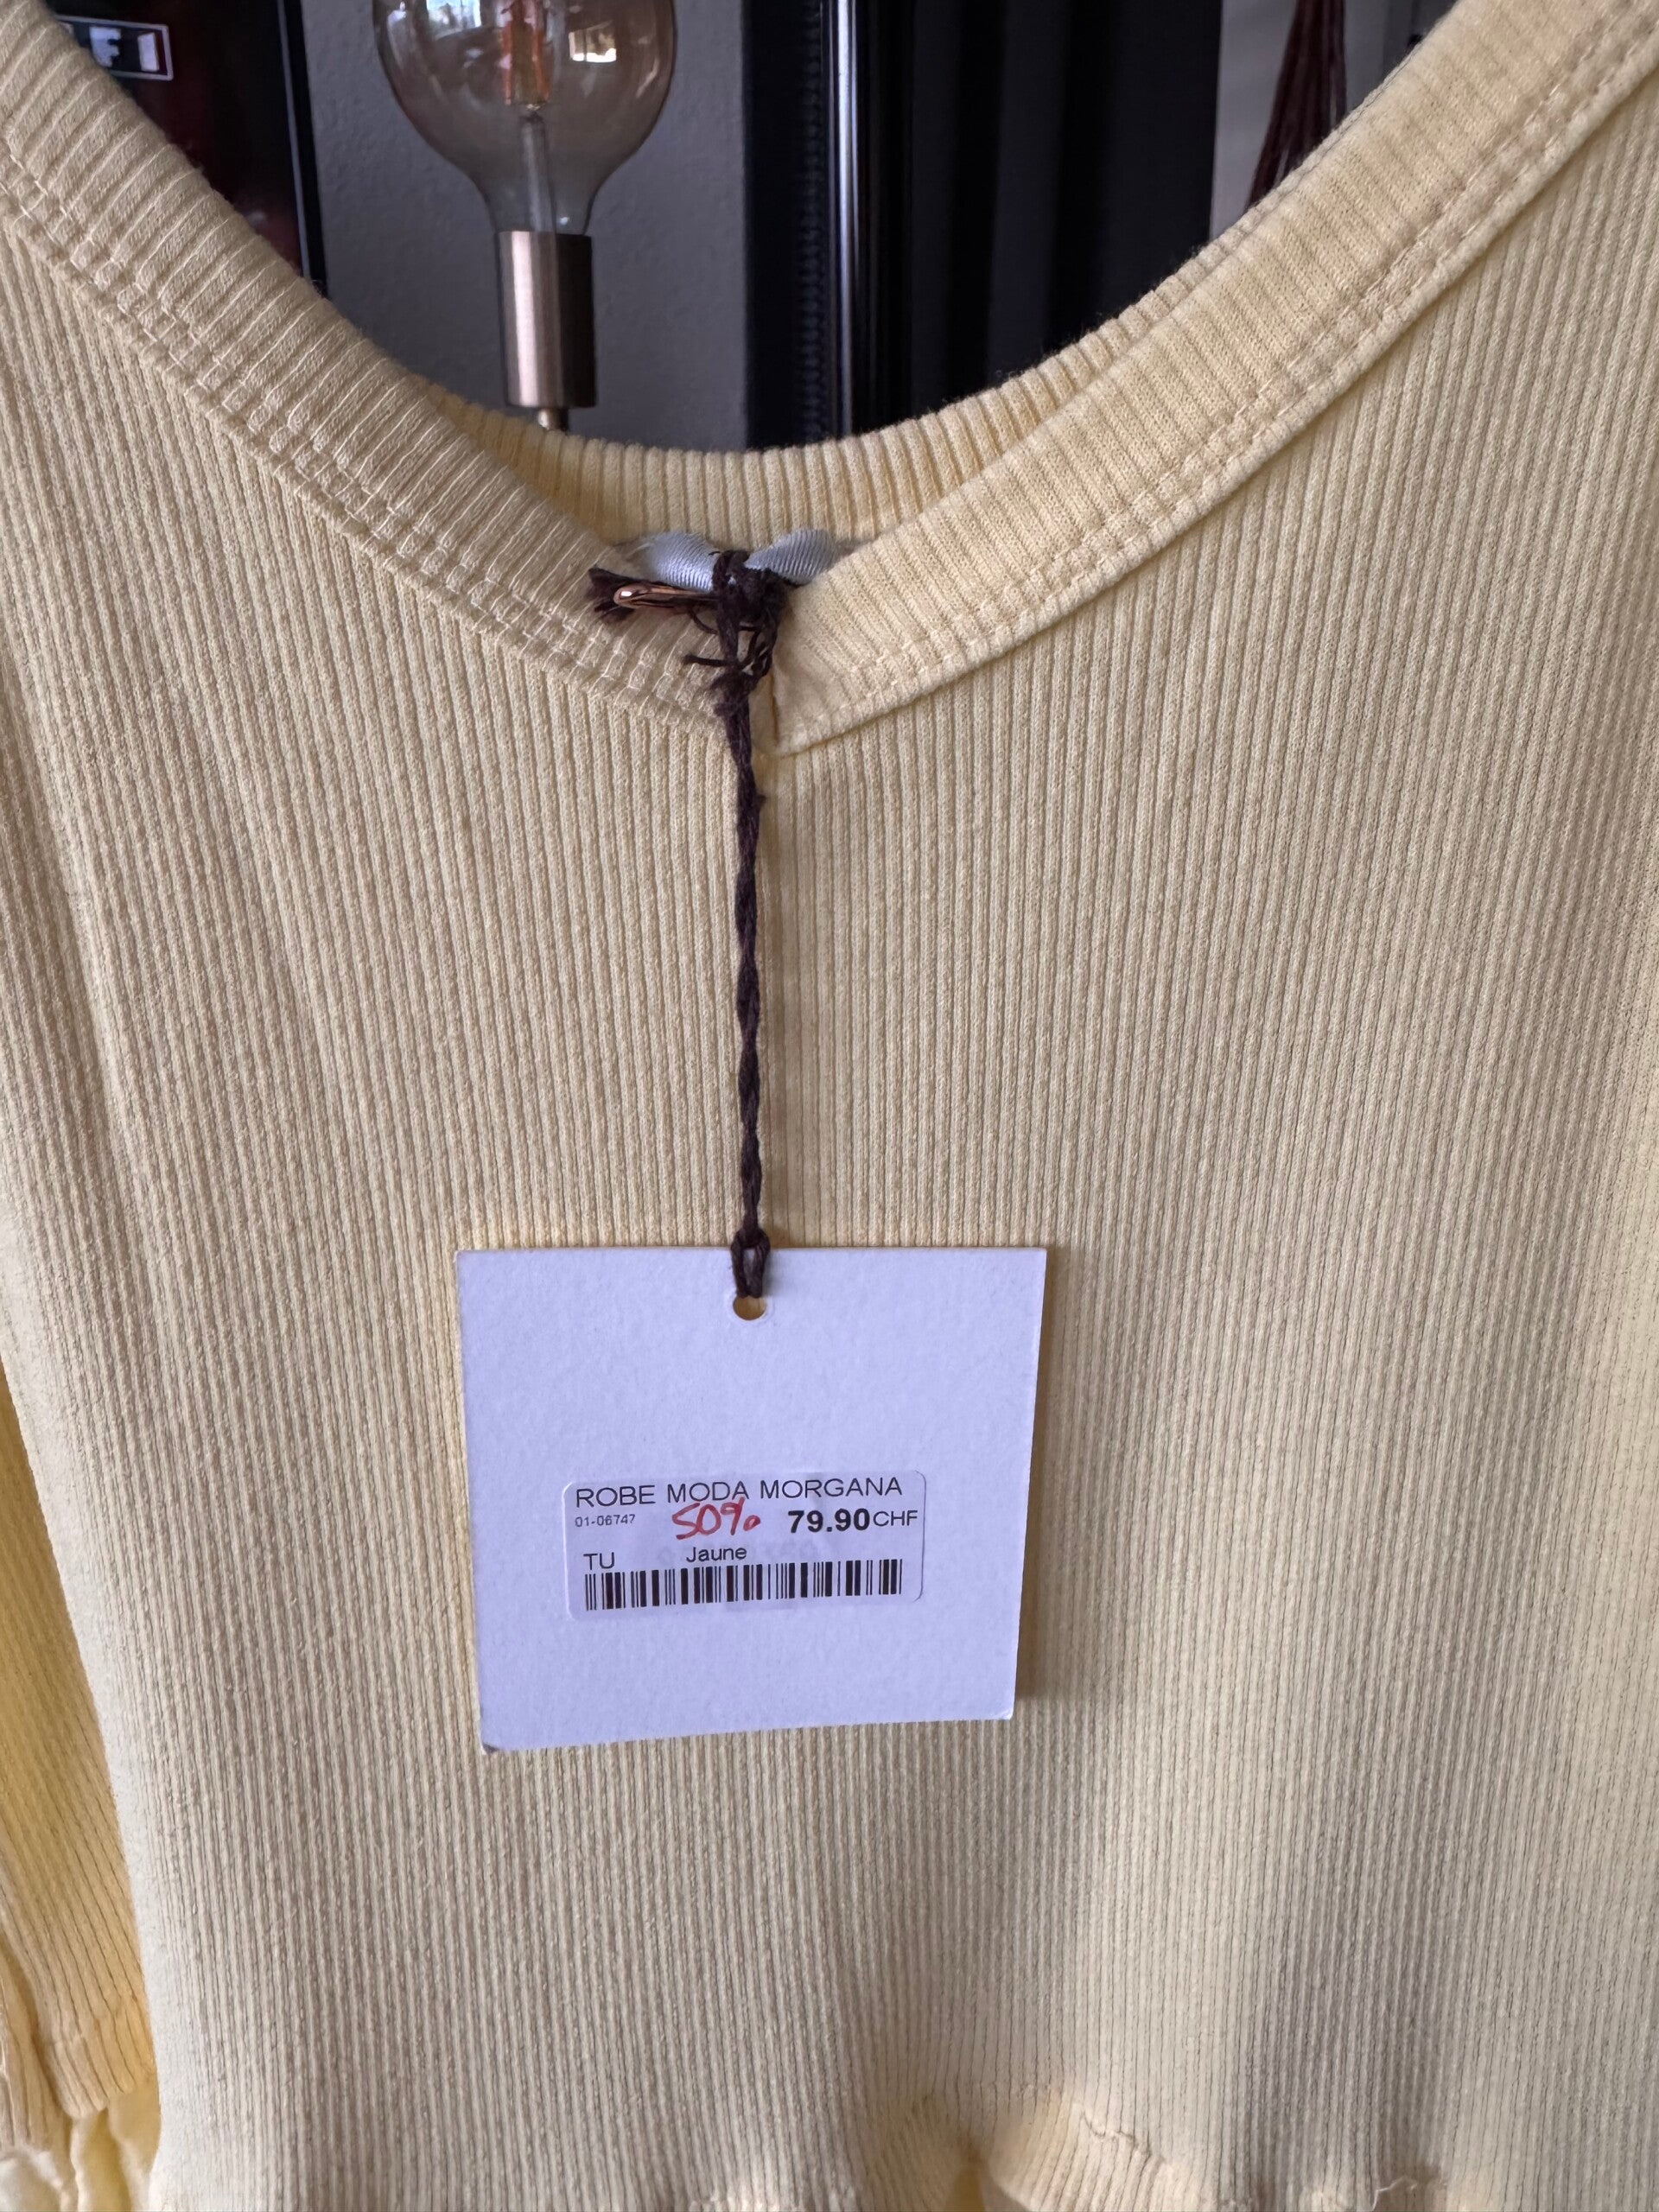 ROBE MODA MORGANA
01-06747 50% 79.90CHF
TU Jaune